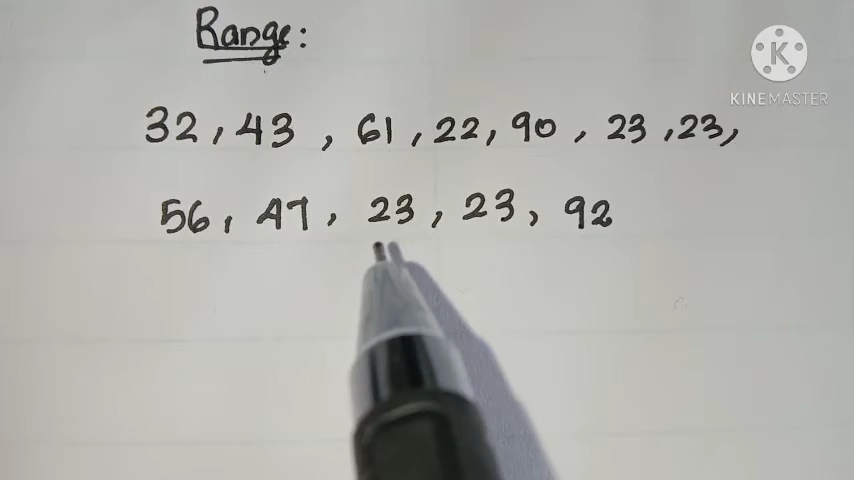 Range:
K
KINEMASTER
32, 43, 61, 22, 90, 23, 23,
56, 47, 23, 23, 92